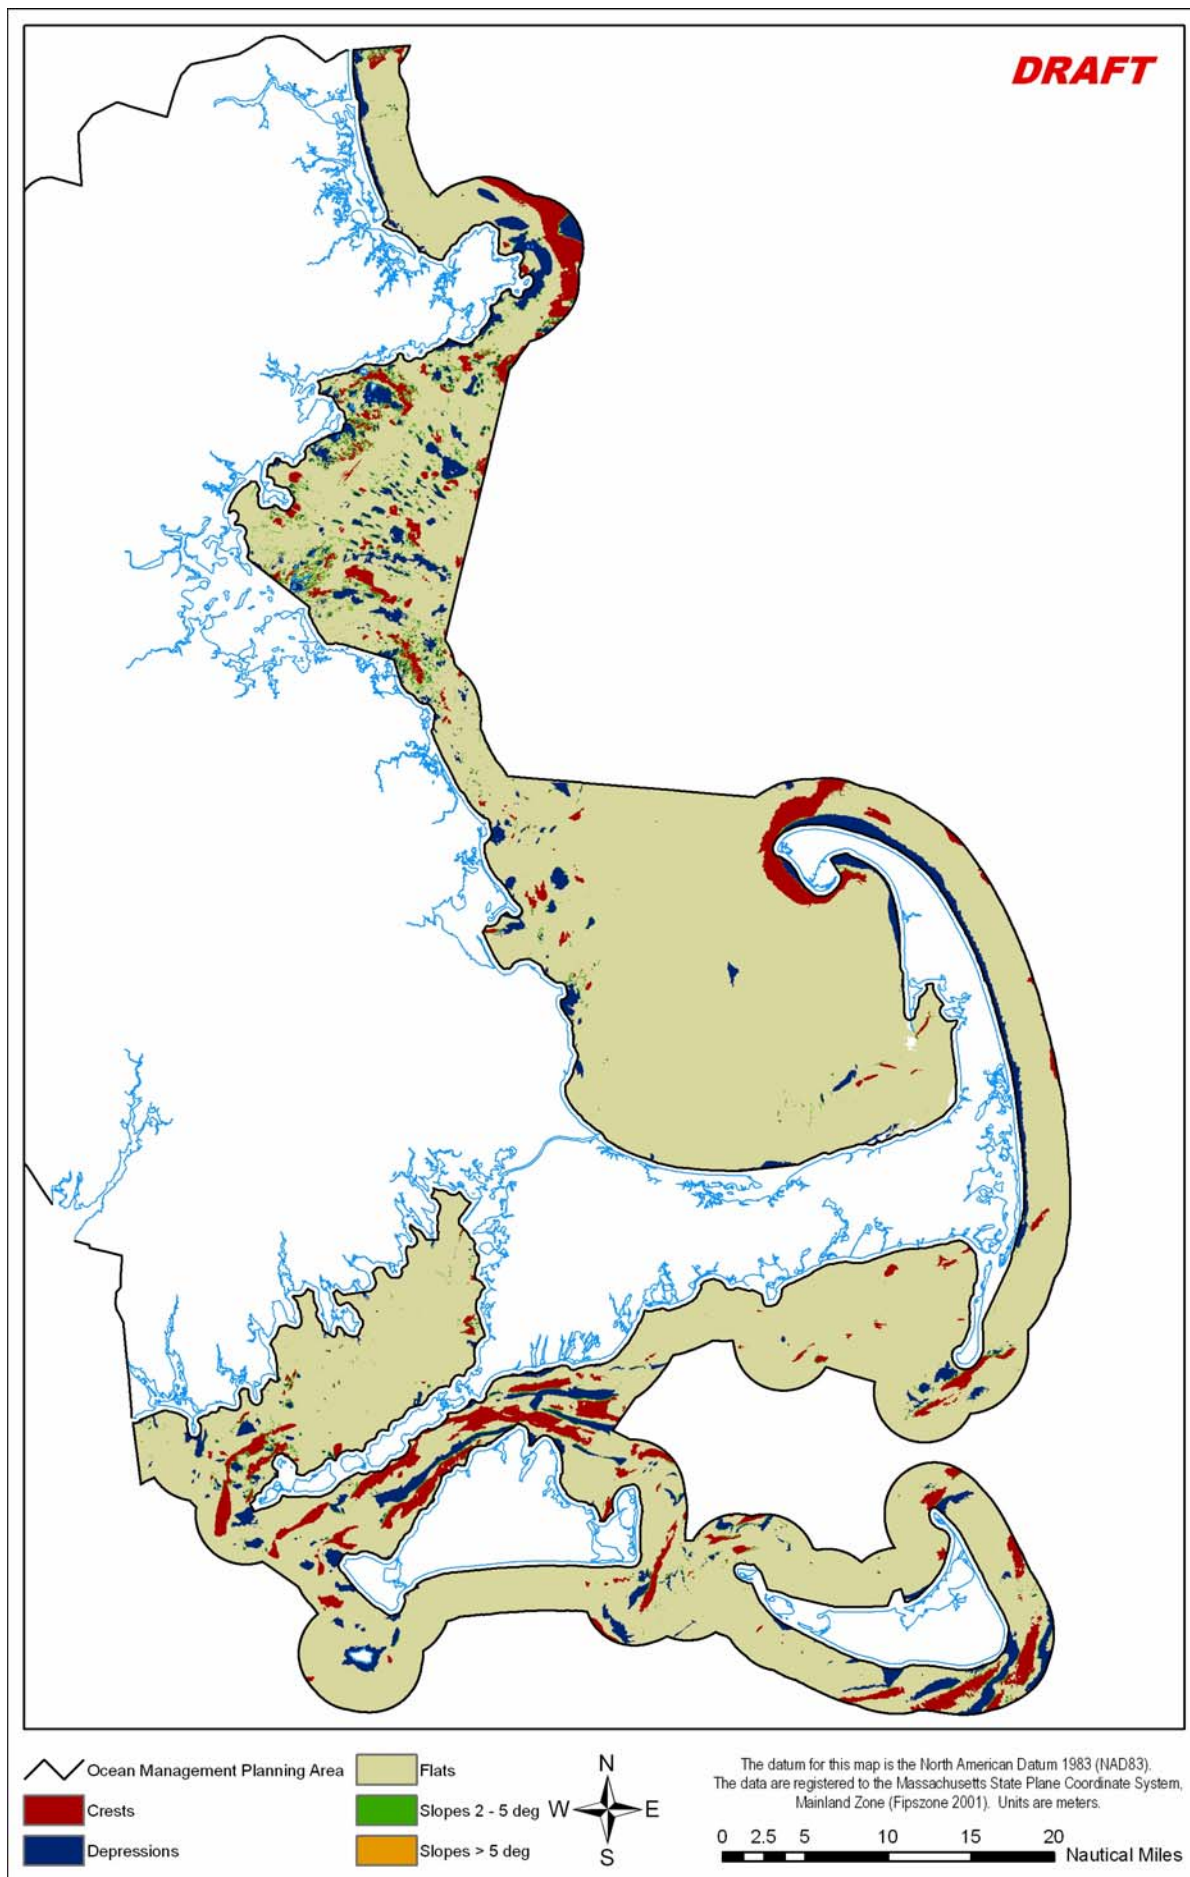 DRAFT
Ocean Management Planning Area
Crests
Depressions
Flats
Slopes 2 - 5 deg
Slopes > 5 deg
N
W E
S
The datum for this map is the North American Datum 1983 (NAD83).
The data are registered to the Massachusetts State Plane Coordinate System,
Mainland Zone (Fipszone 2001). Units are meters.
0 2.5 5 10 15 20
Nautical Miles